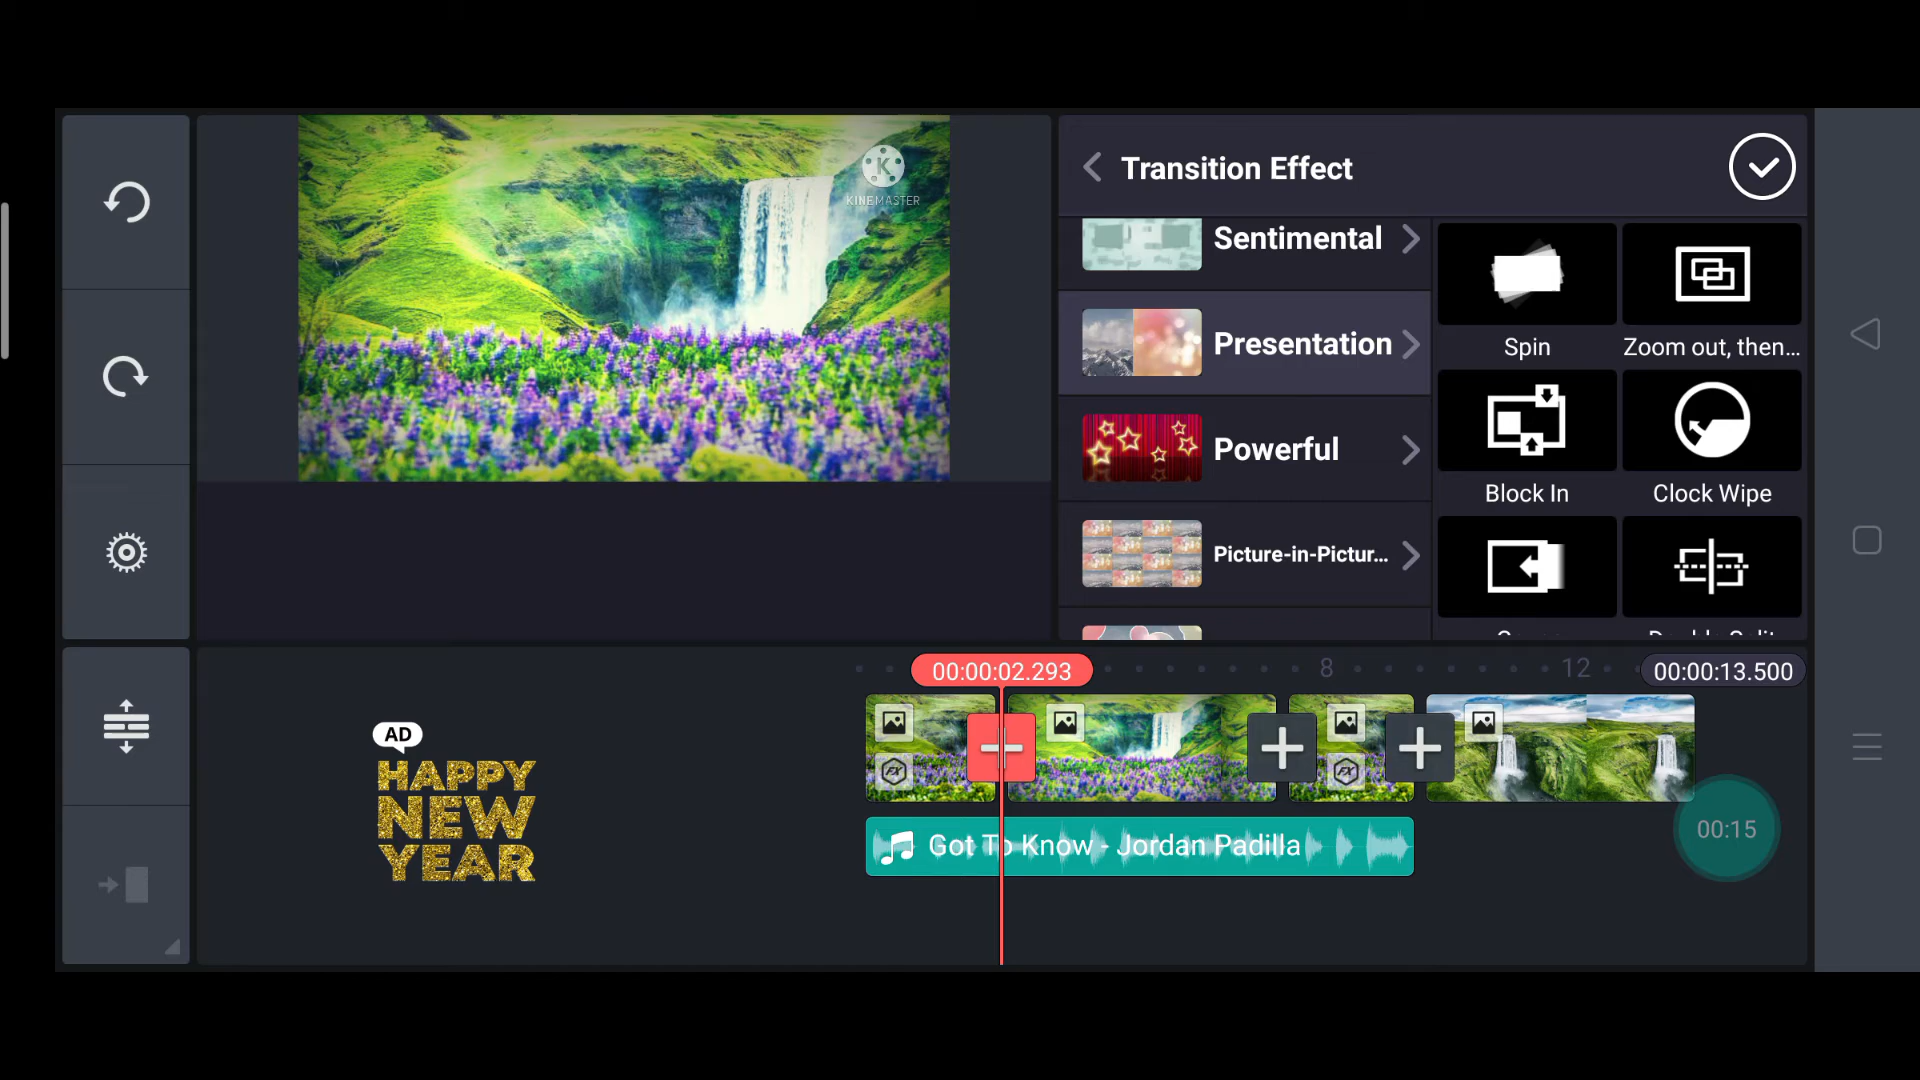 KINEMASTER
Transition Effect
Sentimental
Presentation
Powerful
Picture-in-Pictur...
Spin
Zoom out, then...
Block In
Clock Wipe
00:00:02.293
8
12
00:00:13.500
AD
HAPPY
NEW
YEAR
FX
FX
Got To Know - Jordan Padilla
00:15